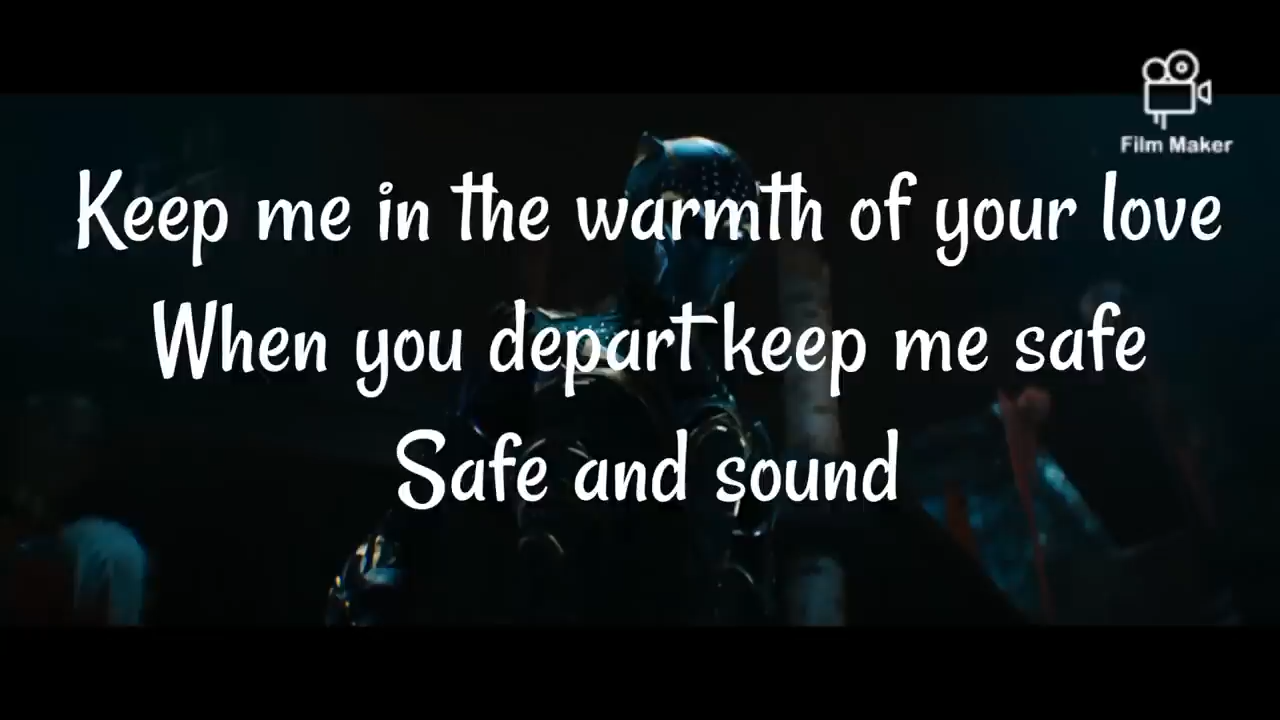 Film Maker
Keep me in the warmth of your love
When you depart keep me safe
Safe and sound